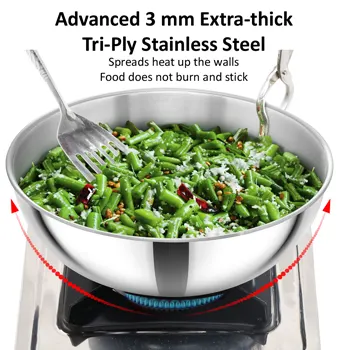 Advanced 3 mm Extra-thick
Tri-Ply Stainless Steel
Spreads heat up the walls
Food does not burn and stick